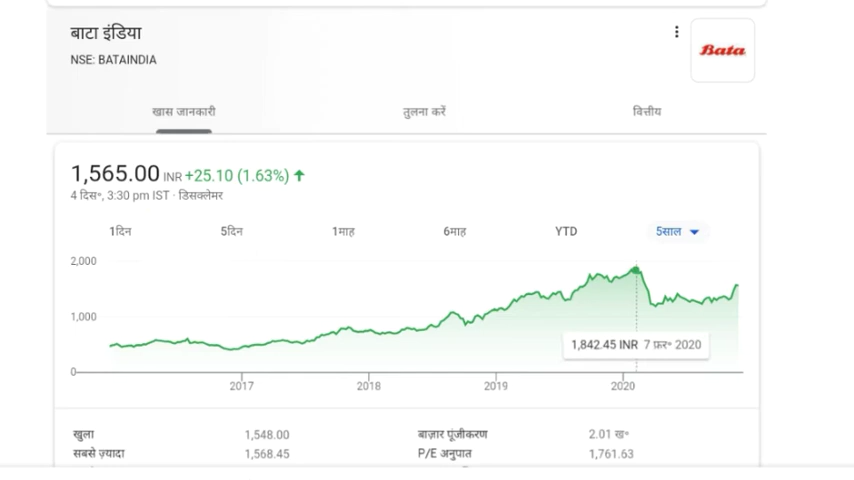 बाटा इंडिया
Bata
NSE: BATAINDIA
खास जानकारी
तुलना करें
वित्तीय
1,565.00 INR +25.10 (1.63%)
4 दिस॰, 3:30 pm IST · डिसक्लेमर
1दिन
5दिन
1माह
6माह
YTD
5साल
2,000
1,000
1,842.45 INR 7 फ़र॰ 2020
0
2017
2018
2019
2020
खुला 1,548.00 बाज़ार पूंजीकरण 2.01 ख॰
सबसे ज़्यादा 1,568.45 P/E अनुपात 1,761.63